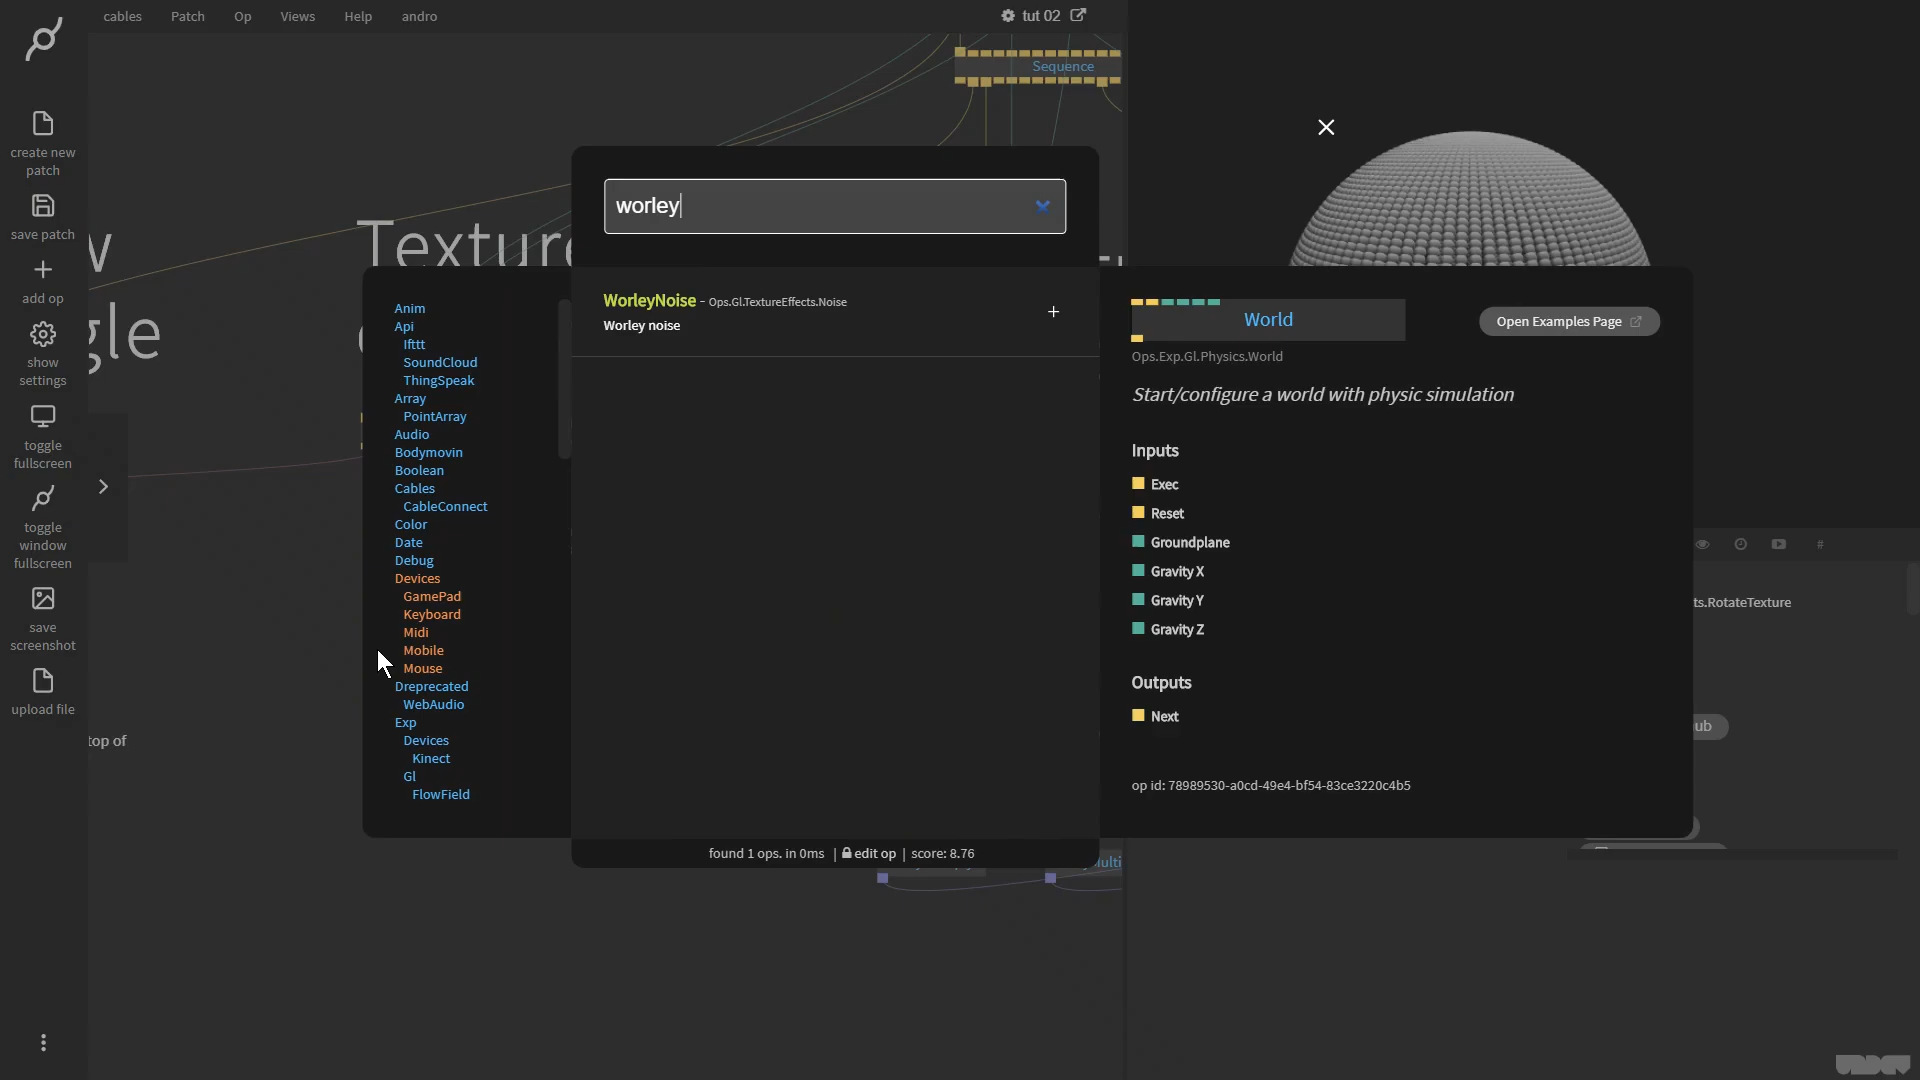 cables
Patch
Op
Views
Help
andro
tut 02
create new
patch
save patch
add op
show
settings
toggle
fullscreen
toggle
window
fullscreen
save
screenshot
upload file
Sequence
Texture
gle
top of
worley
WorleyNoise - Ops.Gl.TextureEffects.Noise
Worley noise
+
Anim
Api
Ifttt
SoundCloud
ThingSpeak
Array
PointArray
Audio
Bodymovin
Boolean
Cables
CableConnect
Color
Date
Debug
Devices
GamePad
Keyboard
Midi
Mobile
Mouse
Dreprecated
WebAudio
Exp
Devices
Kinect
Gl
FlowField
found 1 ops. in 0ms | edit op | score: 8.76
World
Open Examples Page
Ops.Exp.Gl.Physics.World
Start/configure a world with physic simulation
Inputs
Exec
Reset
Groundplane
Gravity X
Gravity Y
Gravity Z
Outputs
Next
op id: 78989530-a0cd-49e4-bf54-83ce3220c4b5
#
ts.RotateTexture
ub